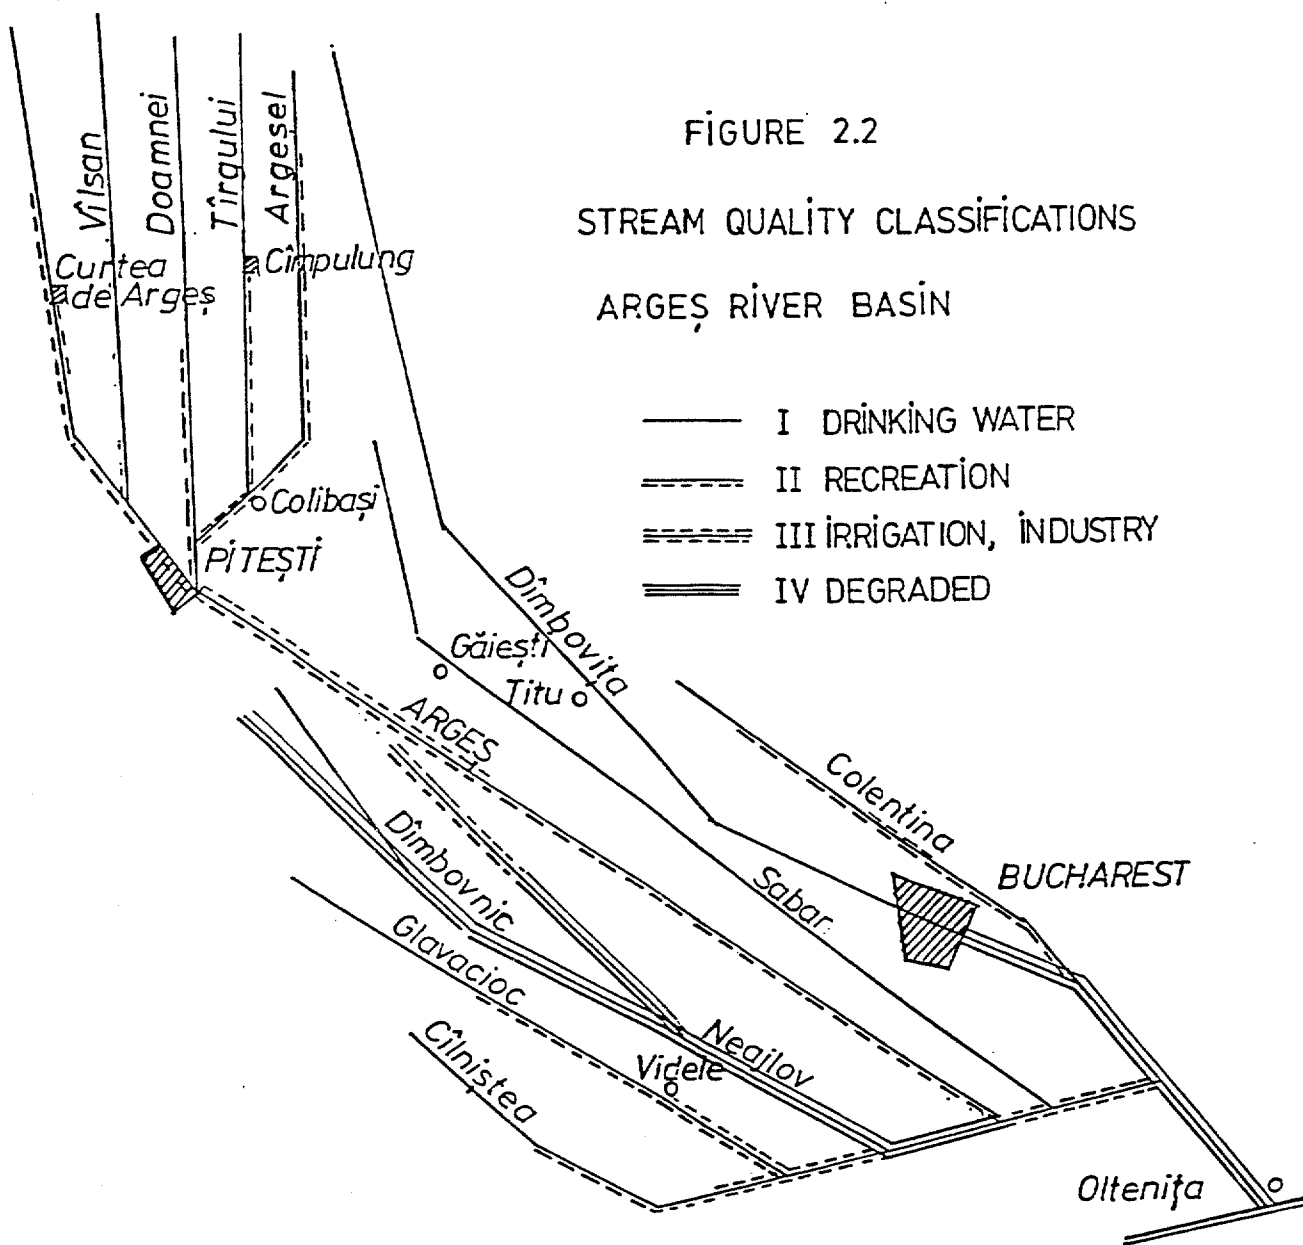 FIGURE 2.2
STREAM QUALITY CLASSIFICATIONS
ARGEȘ RIVER BASIN
I DRINKING WATER
II RECREATION
III IRRIGATION, INDUSTRY
IV DEGRADED
Vîlsan
Doamnei
Tîrgului
Argeșel
Curtea
de Argeș
Cîmpulung
Colibași
PITEȘTI
Găiești
Titu
Dîmbovița
ARGEȘ
Colentina
BUCHAREST
Dîmbovnic
Sabar
Glavacioc
Neajlov
Videle
Cîlniștea
Oltenița